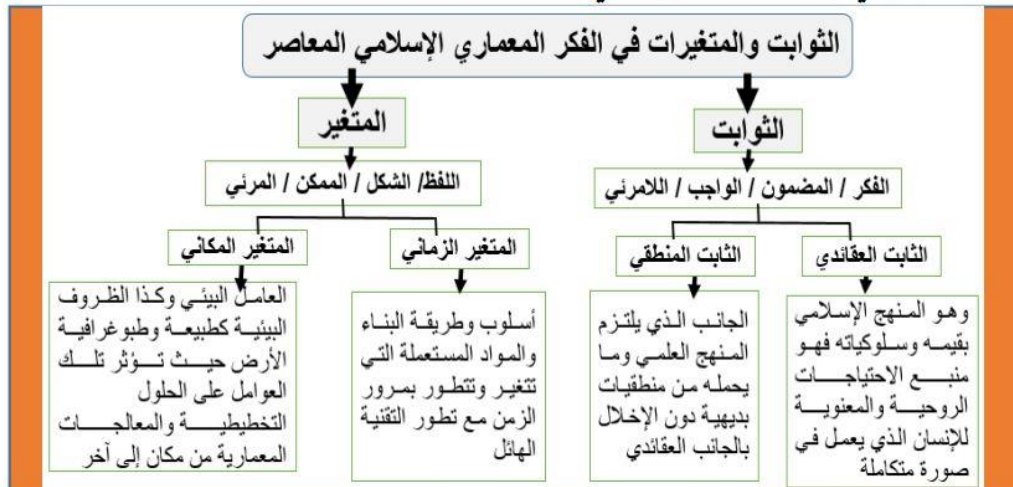 الثوابت والمتغيرات في الفكر المعماري الإسلامي المعاصر
الثوابت
الفكر / المضمون / الواجب / اللامرئي
الثابت العقائدي
وهو المنهج الإسلامي
بقيمه وسلوكياته فهو
منبع الاحتياجات
الروحية والمعنوية
للإنسان الذي يعمل في
صورة متكاملة
الثابت المنطقي
الجانب الذي يلتزم
المنهج العلمي وما
يحمله من منطقيات
بديهية دون الإخلال
بالجانب العقائدي
المتغير
اللفظ/ الشكل / الممكن / المرئي
المتغير الزماني
أسلوب وطريقة البناء
والمواد المستعملة التي
تتغير وتتطور بمرور
الزمن مع تطور التقنية
الهائل
المتغير المكاني
العامل البيئي وكذا الظروف
البيئية كطبيعة وطبوغرافية
الأرض حيث تؤثر تلك
العوامل على الحلول
التخطيطية والمعالجات
المعمارية من مكان إلى آخر